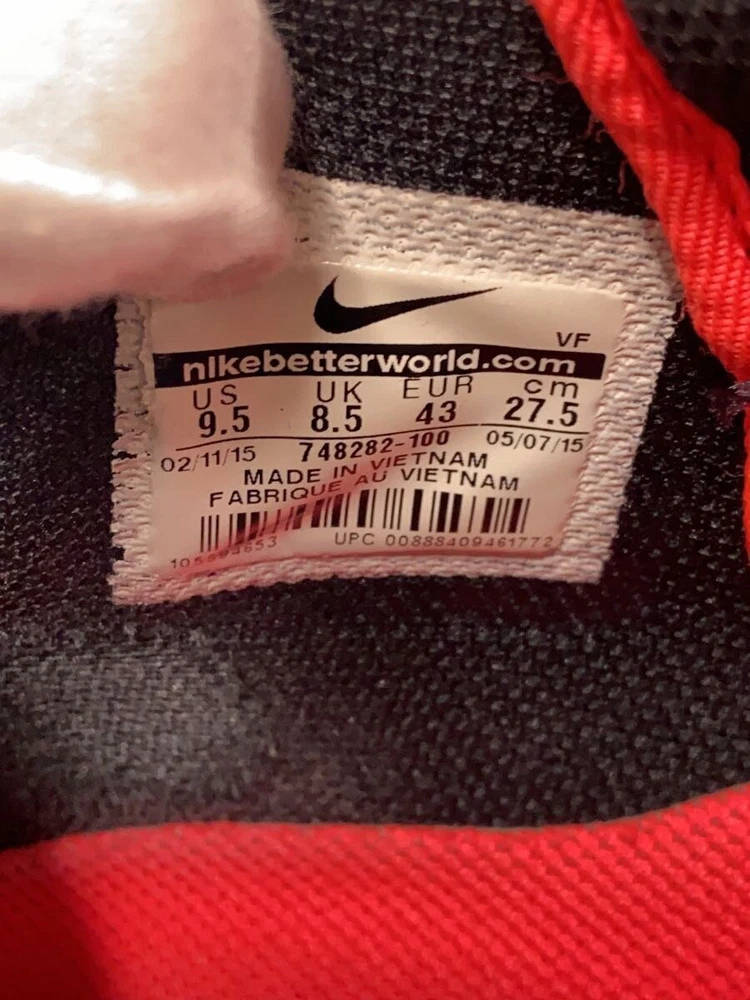 VF
nikebetterworld.com
US UK EUR cm
9.5 8.5 43 27.5
02/11/15 748282-100 05/07/15
MADE IN VIETNAM
FABRIQUE AU VIETNAM
UPC 00888409461772